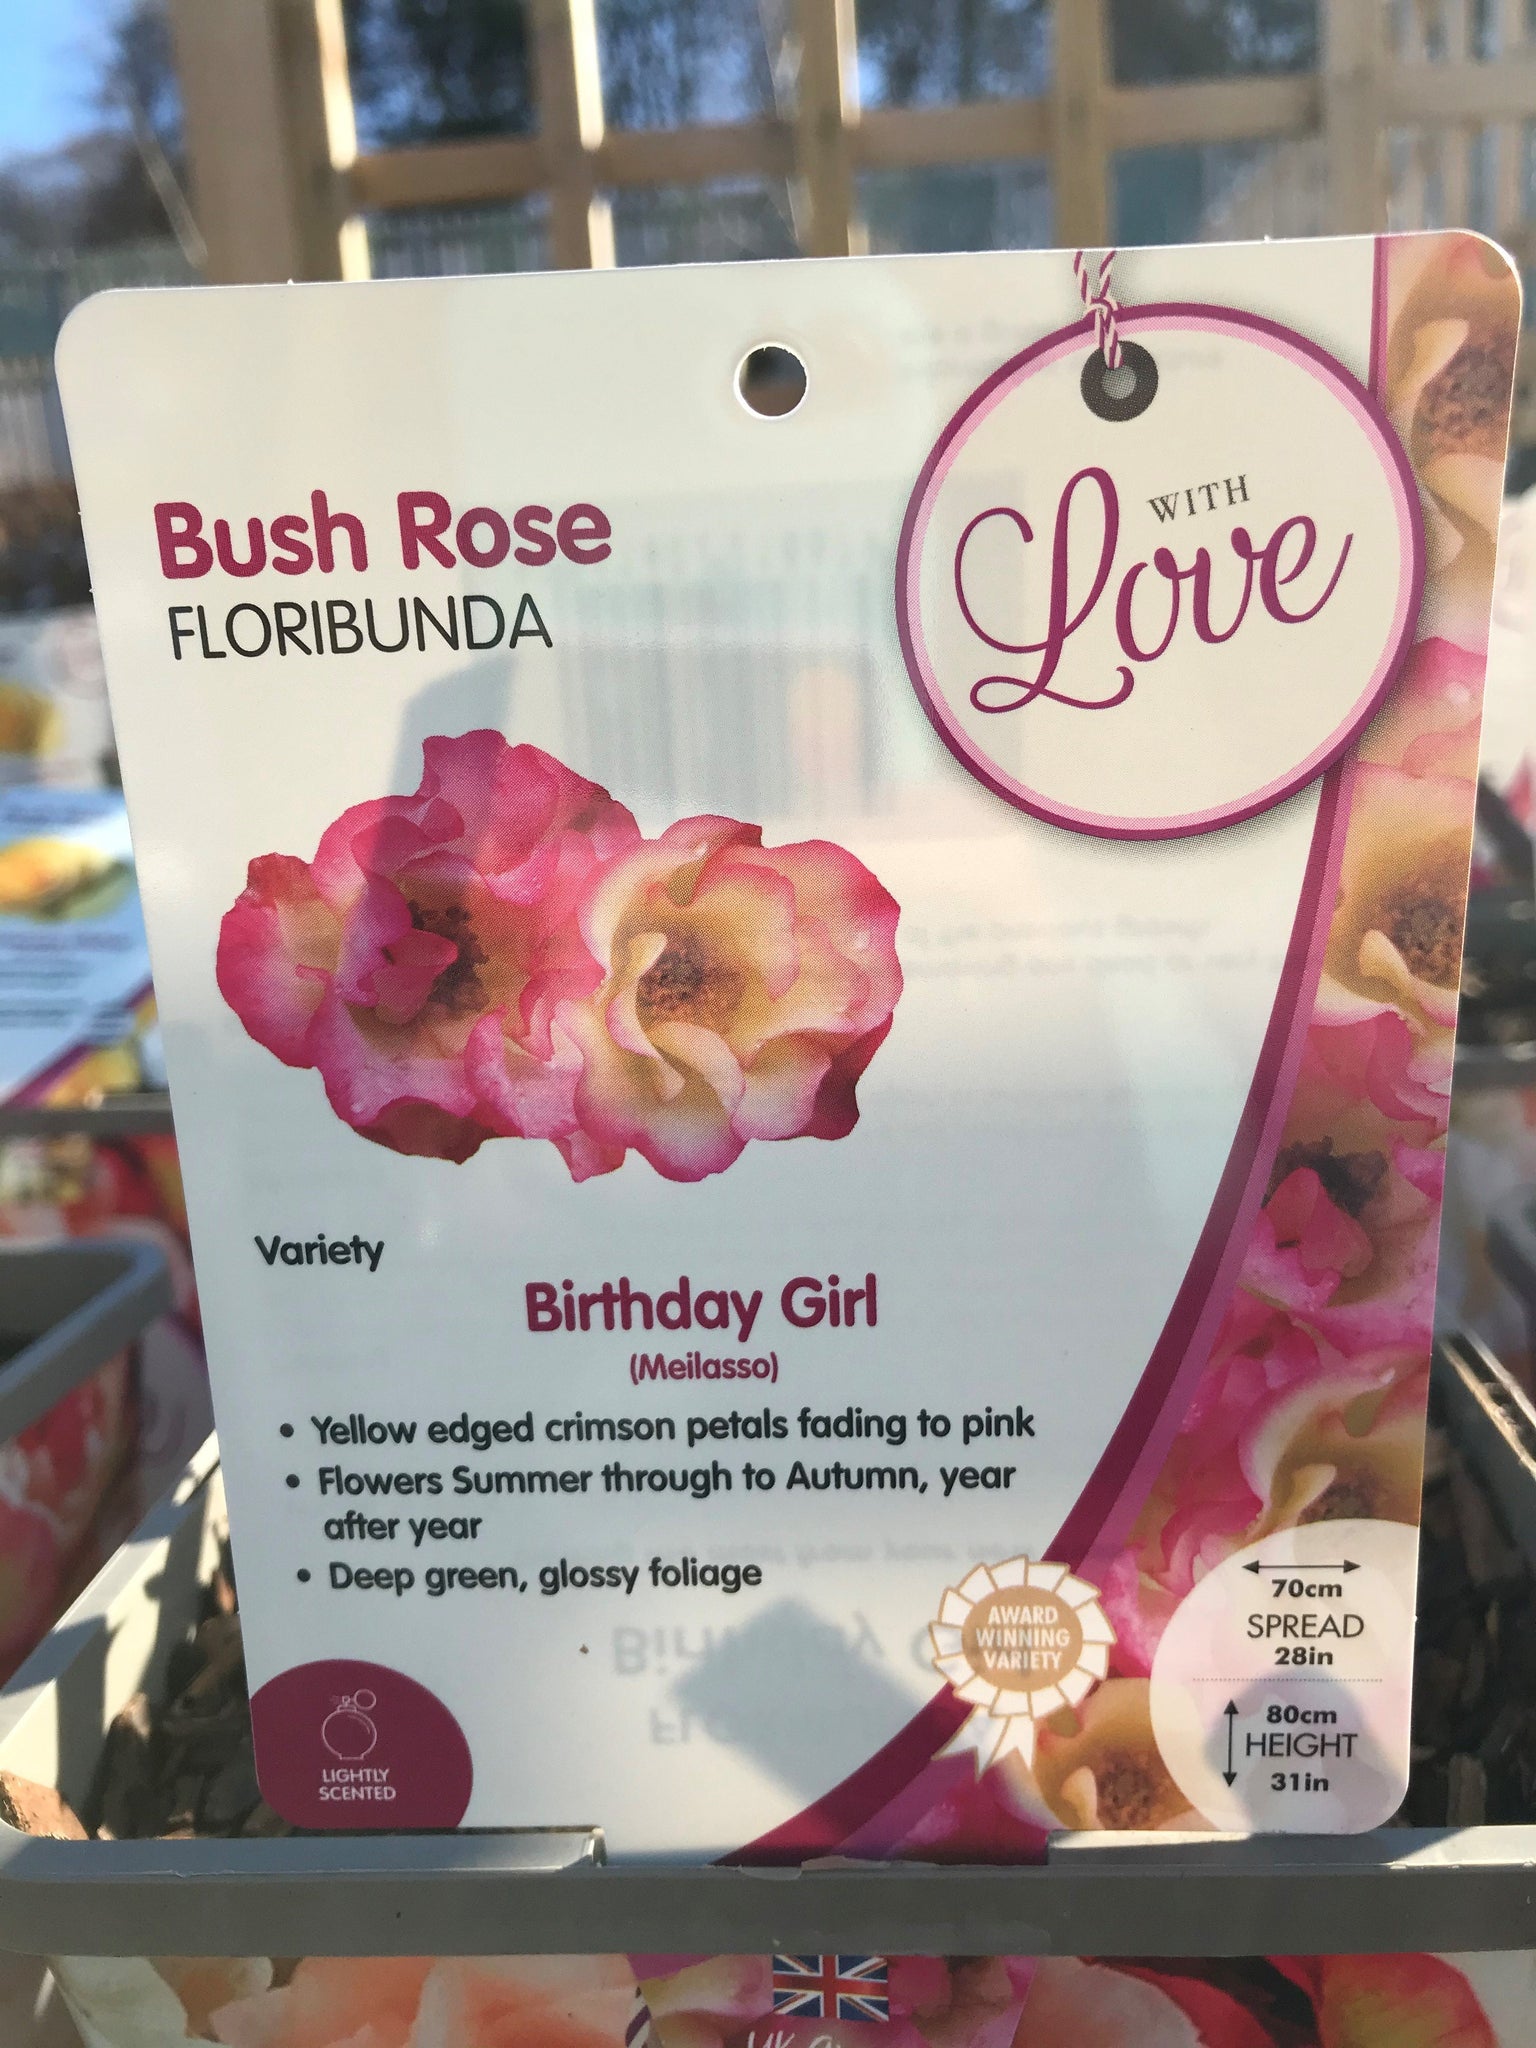 WITH
Love
Bush Rose
FLORIBUNDA
Variety
Birthday Girl
(Meilasso)
• Yellow edged crimson petals fading to pink
• Flowers Summer through to Autumn, year
after year
• Deep green, glossy foliage
AWARD
WINNING
VARIETY
70cm
SPREAD
28in
80cm
HEIGHT
31in
LIGHTLY
SCENTED
UK